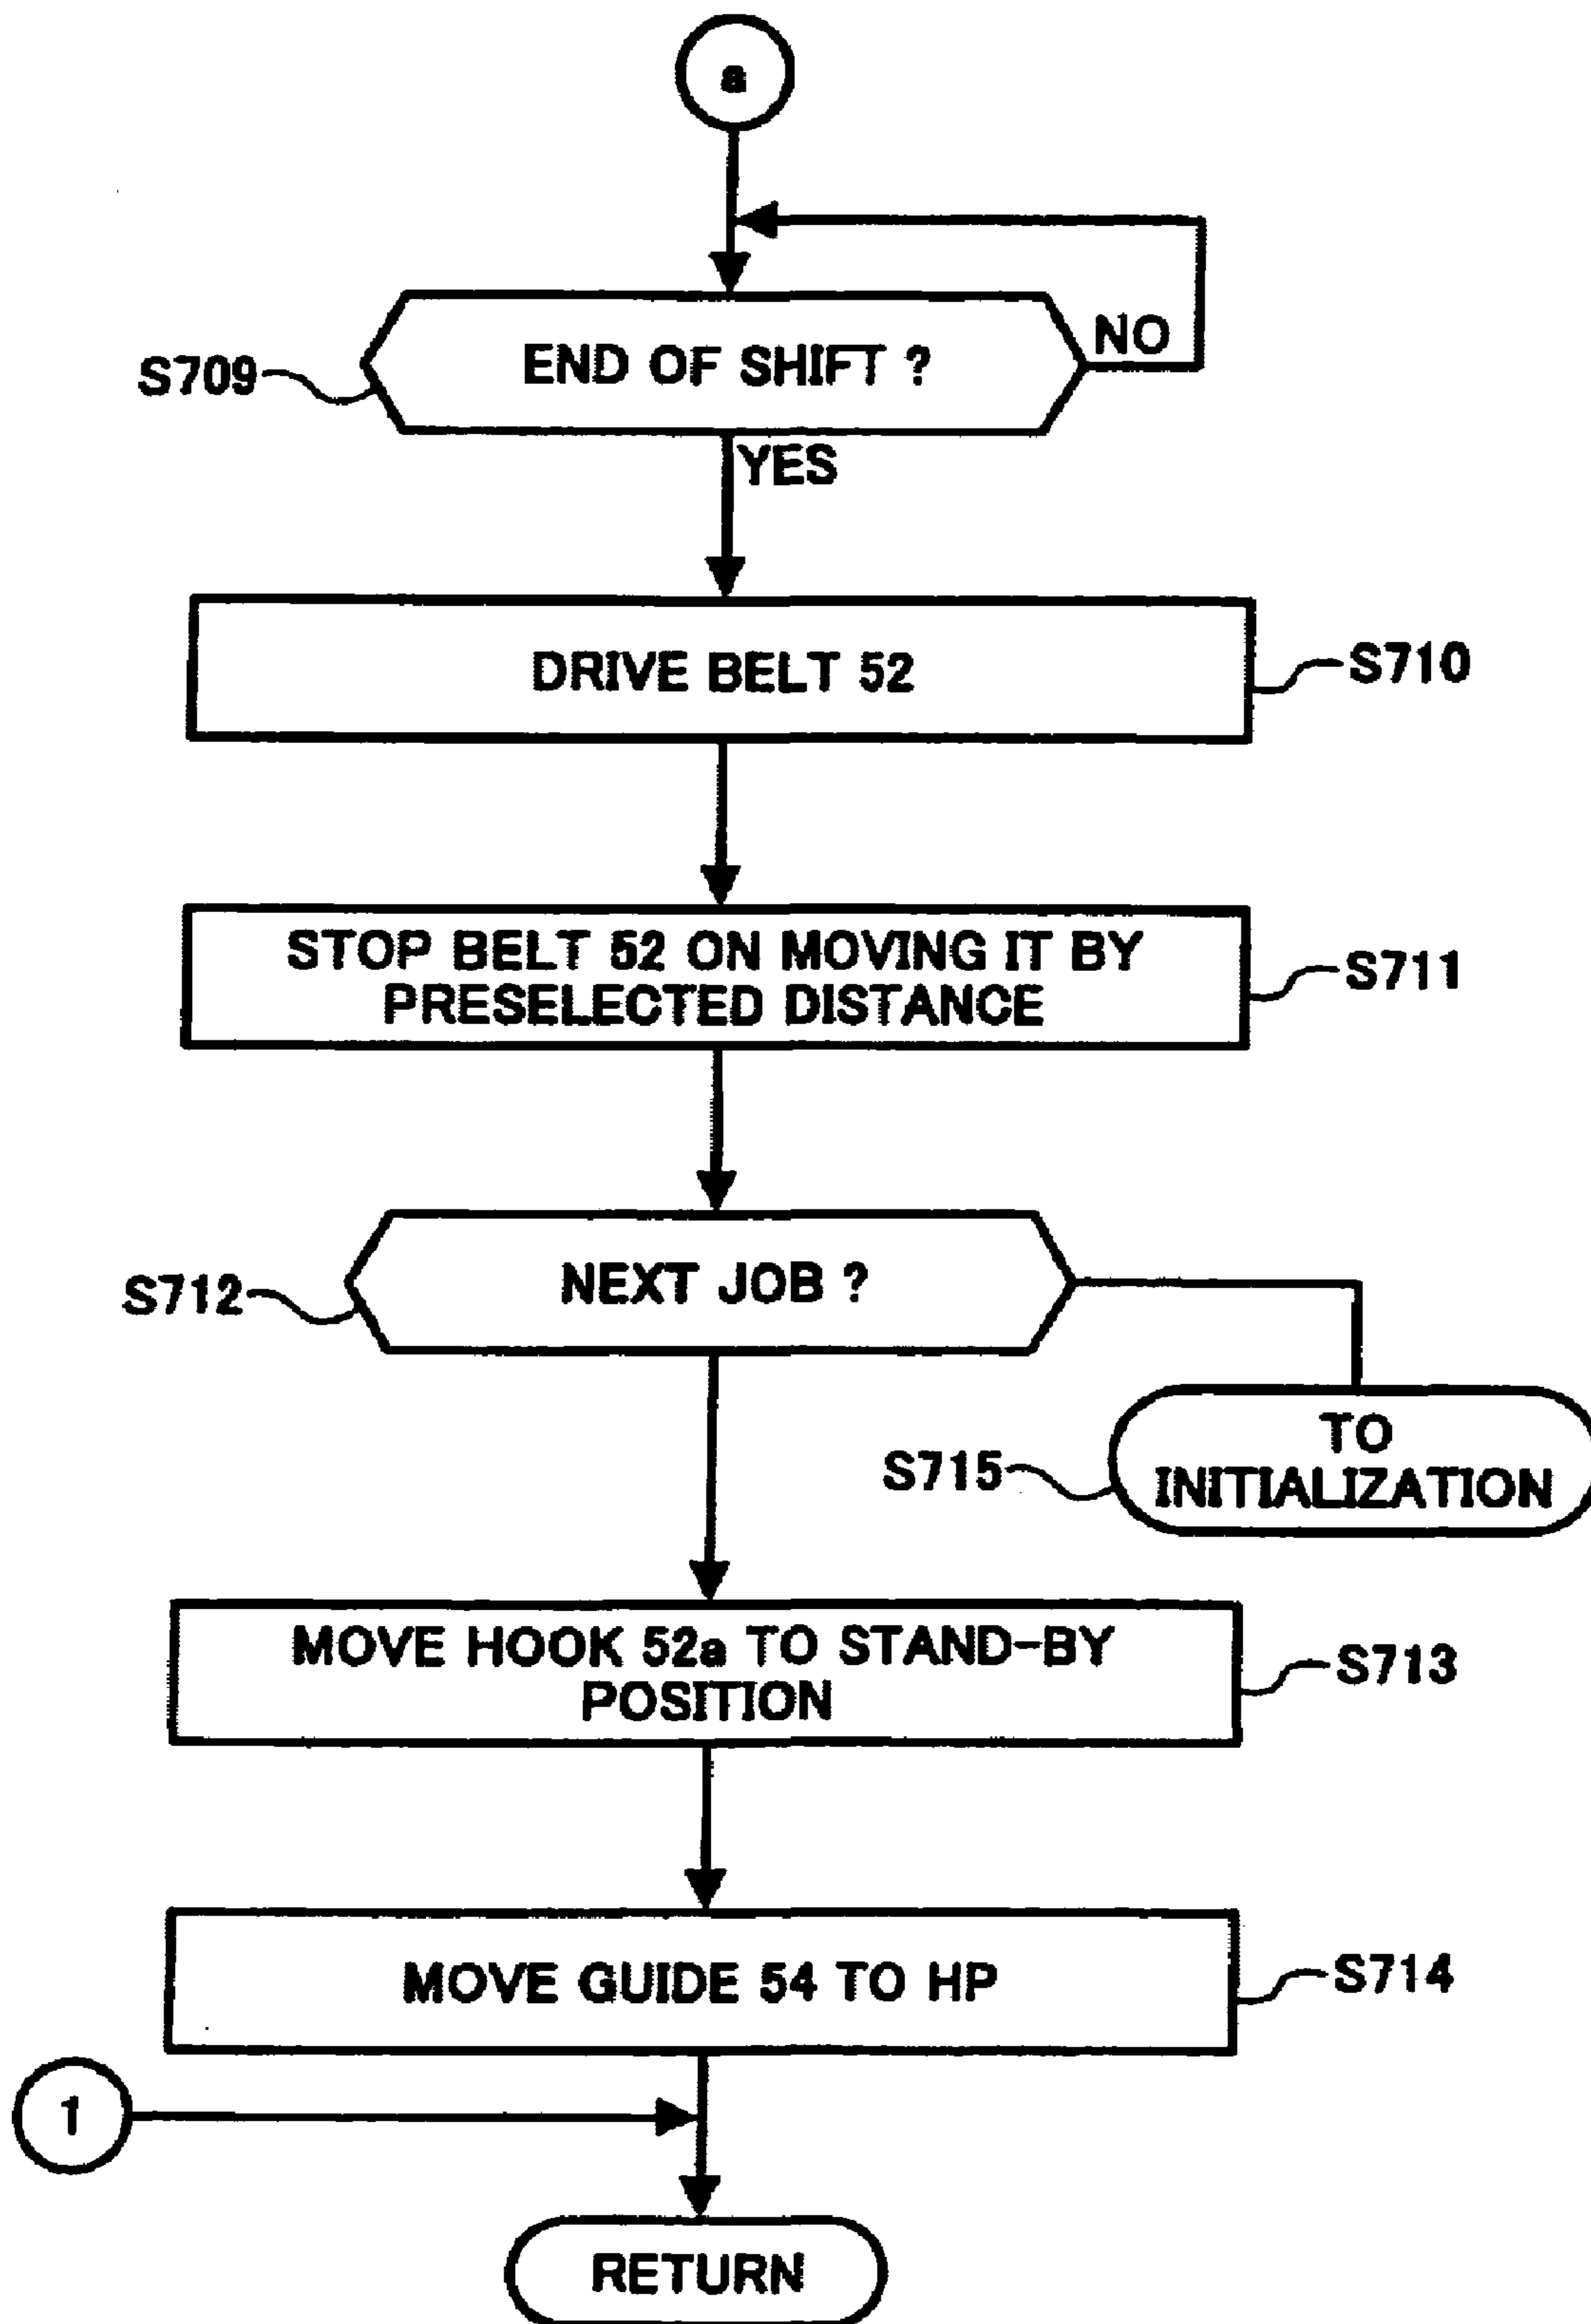 a
END OF SHIFT ?
NO
S709
YES
DRIVE BELT 52
S710
STOP BELT 52 ON MOVING IT BY
PRESELECTED DISTANCE
S711
NEXT JOB ?
S712
TO
INITIALIZATION
S715
MOVE HOOK 52a TO STAND-BY
POSITION
S713
MOVE GUIDE 54 TO HP
S714
1
RETURN